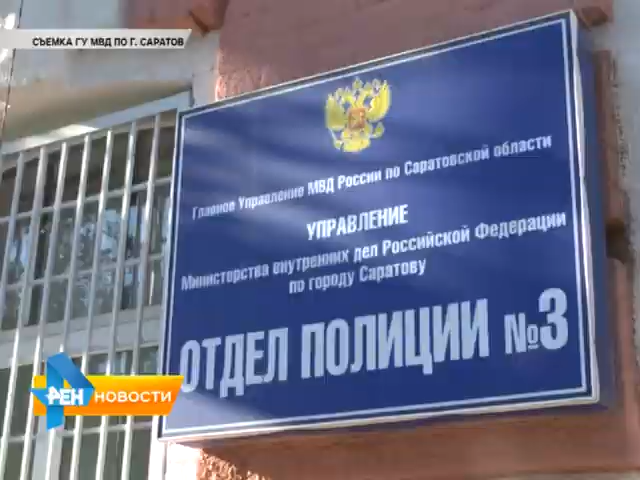 СЪЕМКА ГУ МВД ПО Г. САРАТОВ
Главное Управление МВД России по Саратовской области
УПРАВЛЕНИЕ
Министерства внутренних дел Российской Федерации
по городу Саратову
ОТДЕЛ ПОЛИЦИИ №3
РЕН НОВОСТИ